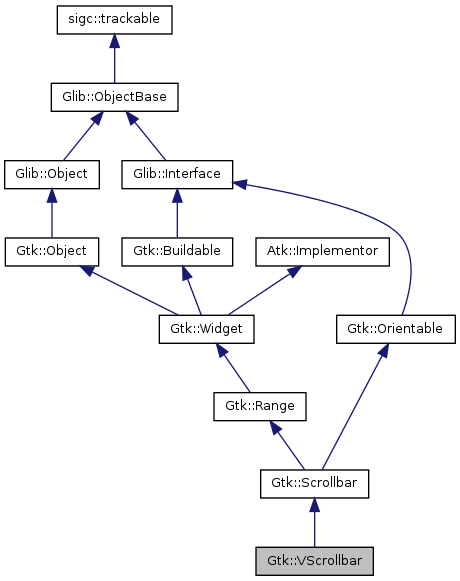 sigc::trackable
Glib::ObjectBase
Glib::Object
Glib::Interface
Gtk::Object
Gtk::Buildable
Atk::Implementor
Gtk::Widget
Gtk::Orientable
Gtk::Range
Gtk::Scrollbar
Gtk::VScrollbar